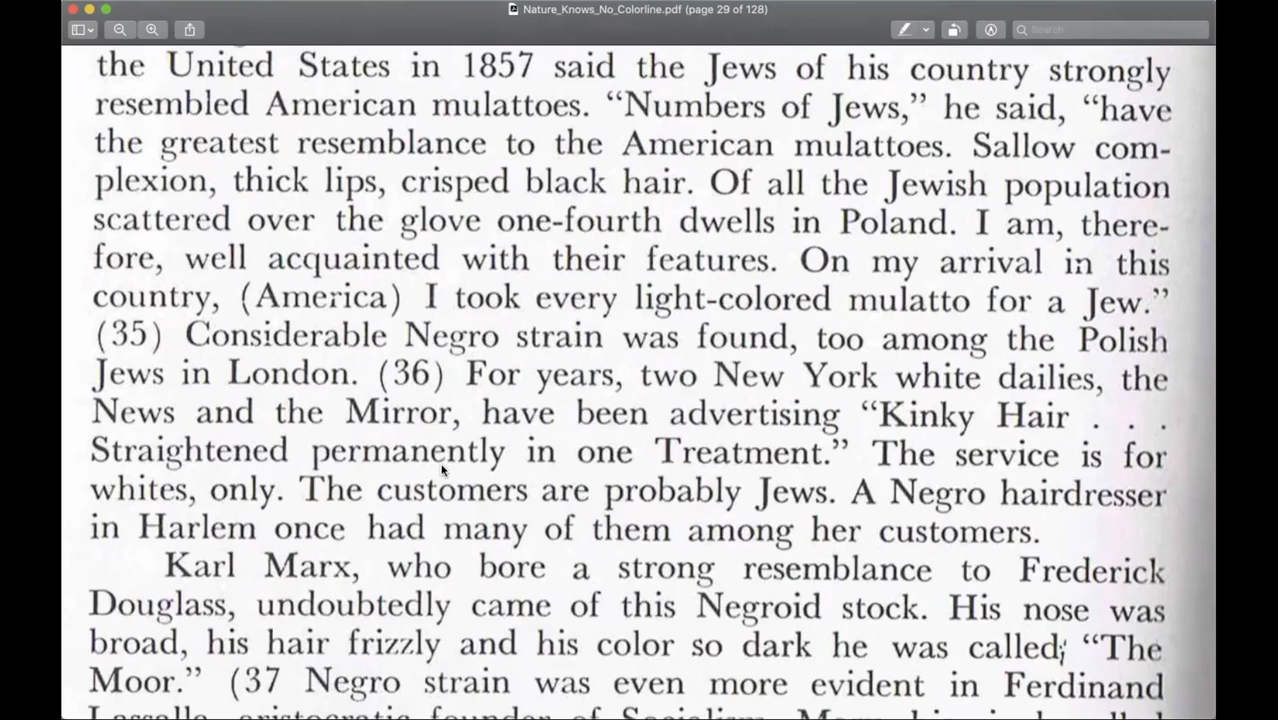 Nature_Knows_No_Colorline.pdf (page 29 of 128)
Search
the United States in 1857 said the Jews of his country strongly
resembled American mulattoes. “Numbers of Jews,” he said, “have
the greatest resemblance to the American mulattoes. Sallow com-
plexion, thick lips, crisped black hair. Of all the Jewish population
scattered over the glove one-fourth dwells in Poland. I am, there-
fore, well acquainted with their features. On my arrival in this
country, (America) I took every light-colored mulatto for a Jew.”
(35) Considerable Negro strain was found, too among the Polish
Jews in London. (36) For years, two New York white dailies, the
News and the Mirror, have been advertising “Kinky Hair . . .
Straightened permanently in one Treatment.” The service is for
whites, only. The customers are probably Jews. A Negro hairdresser
in Harlem once had many of them among her customers.
Karl Marx, who bore a strong resemblance to Frederick
Douglass, undoubtedly came of this Negroid stock. His nose was
broad, his hair frizzly and his color so dark he was called; “The
Moor.” (37 Negro strain was even more evident in Ferdinand